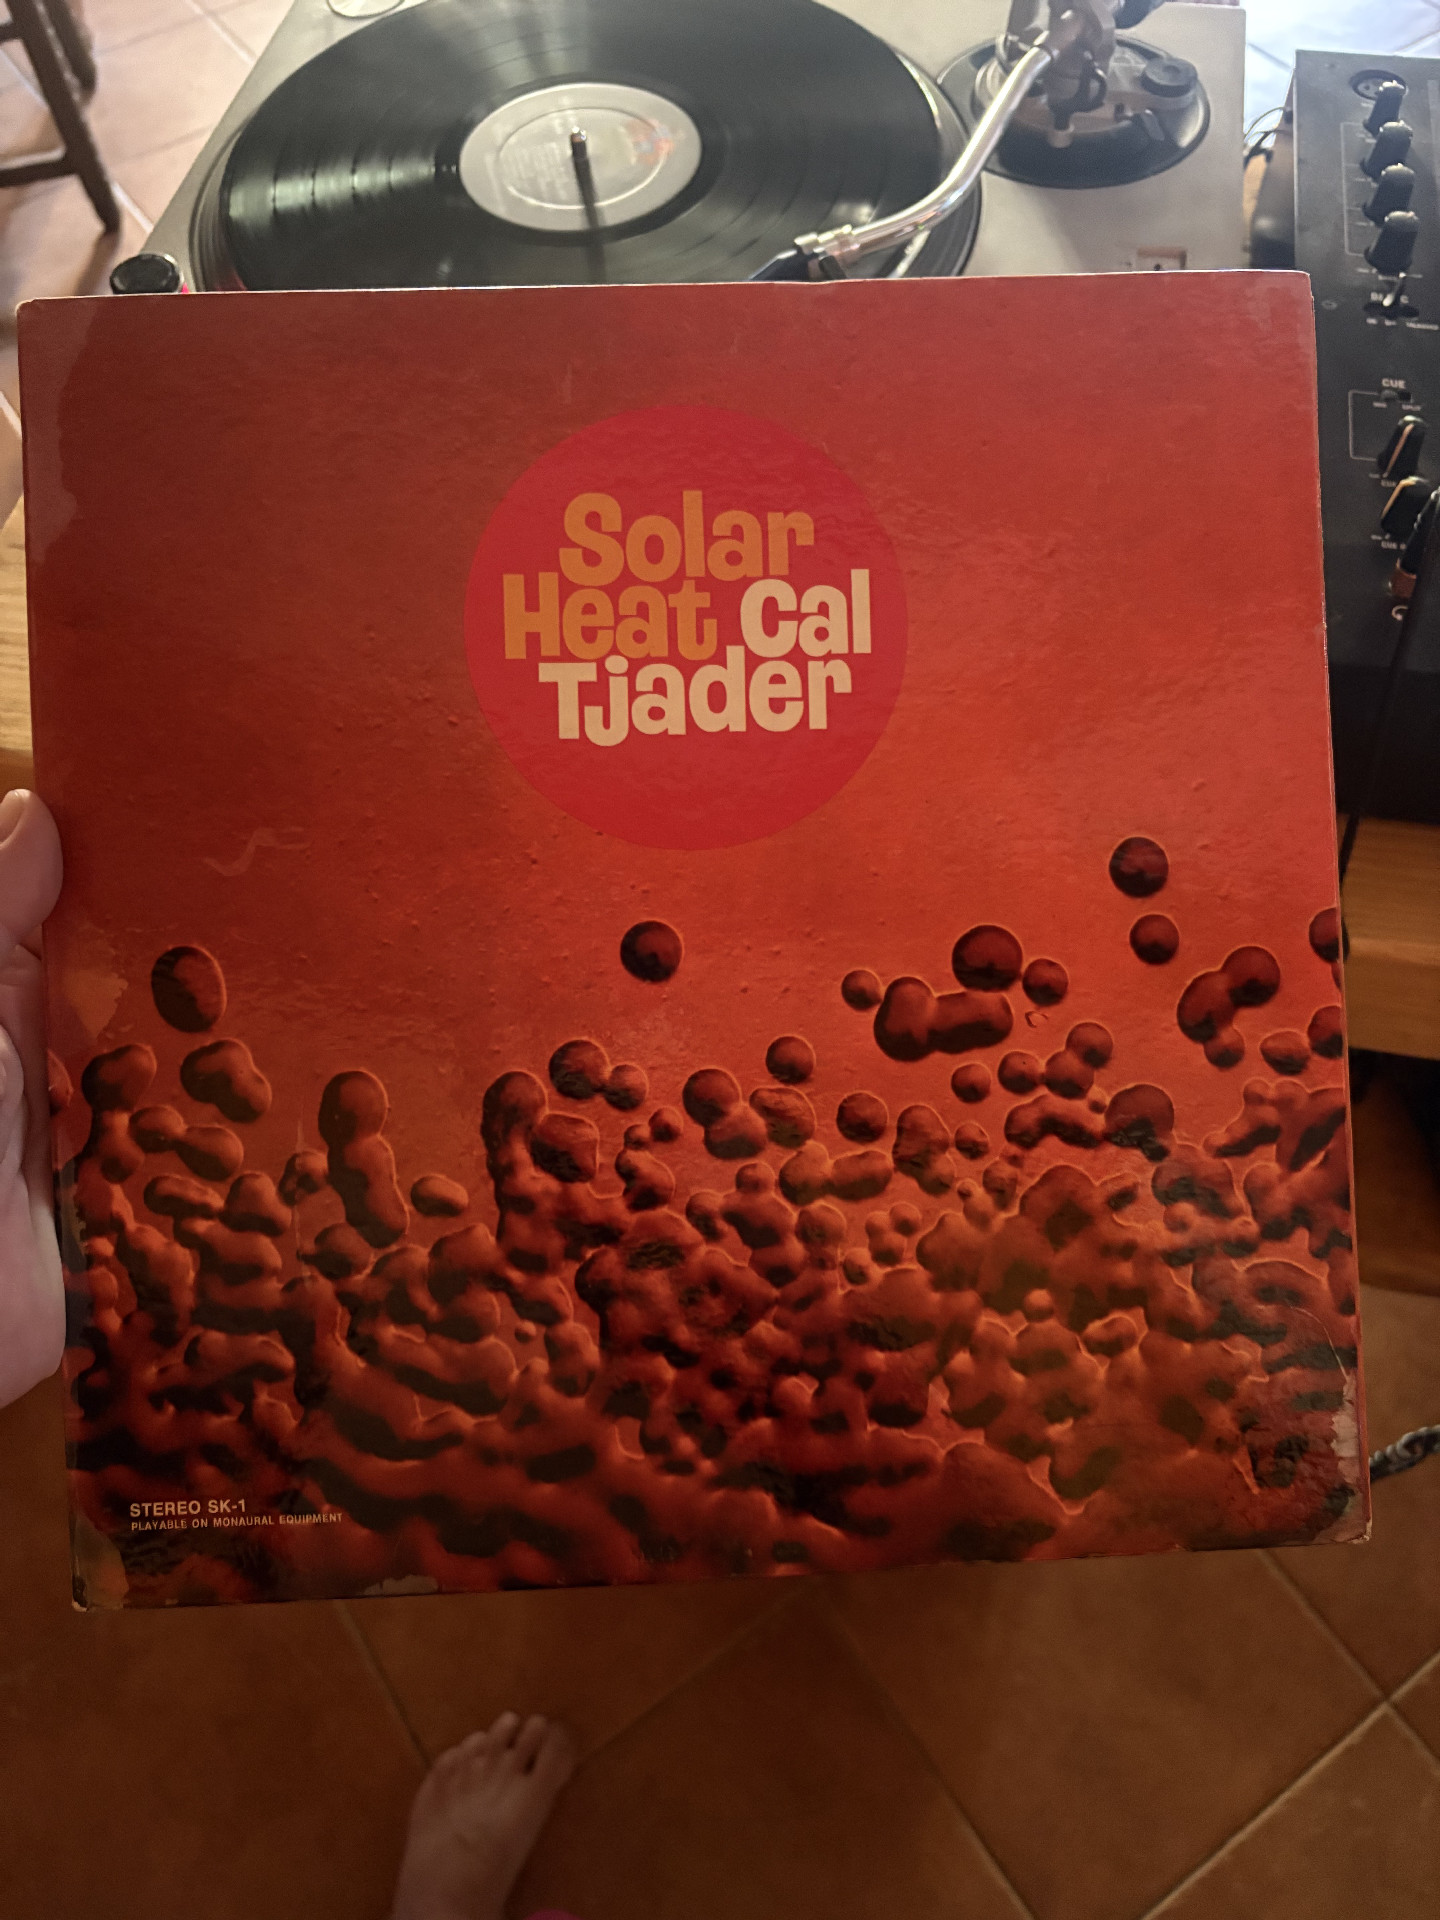 Solar
Heat Cal
Tjader
STEREO SK-1
PLAYABLE ON MONAURAL EQUIPMENT
CUE